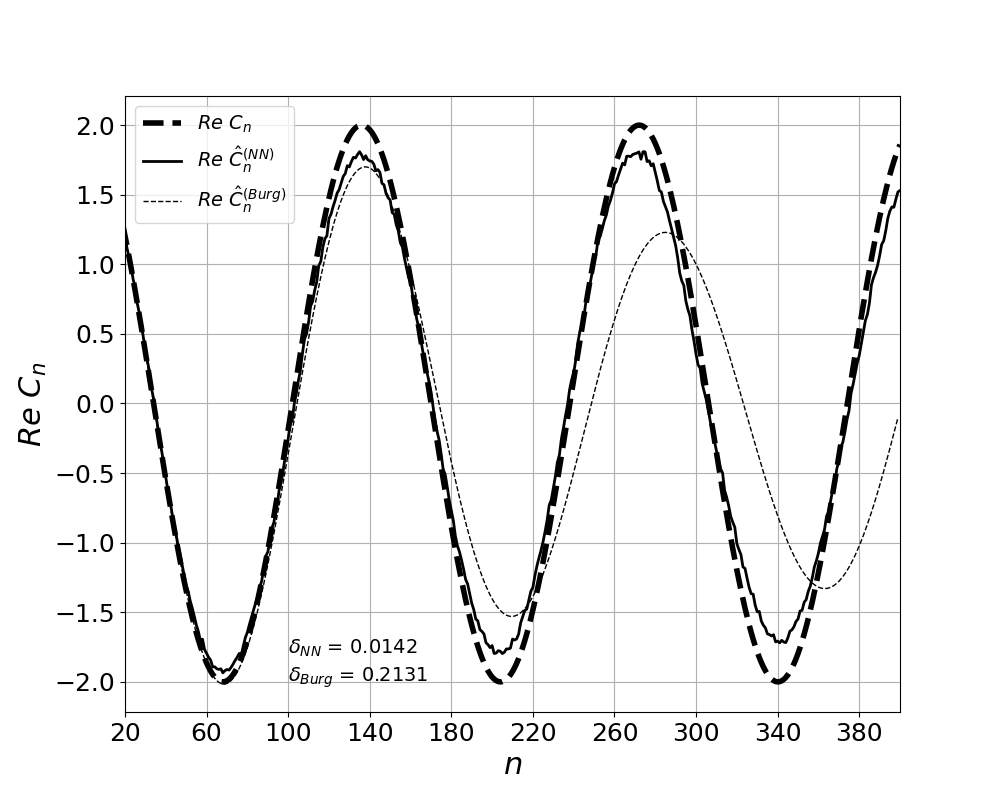 Re C_n
Re Ĉ_n^(NN)
Re Ĉ_n^(Burg)
2.0
1.5
1.0
0.5
0.0
−0.5
−1.0
−1.5
−2.0
Re C_n
δ_NN = 0.0142
δ_Burg = 0.2131
20 60 100 140 180 220 260 300 340 380
n